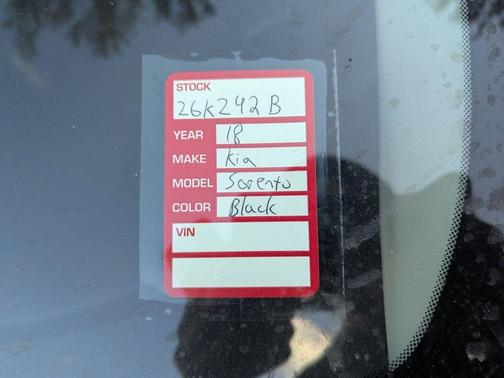 STOCK
26K242B
YEAR 18
MAKE Kia
MODEL Sorento
COLOR Black
VIN